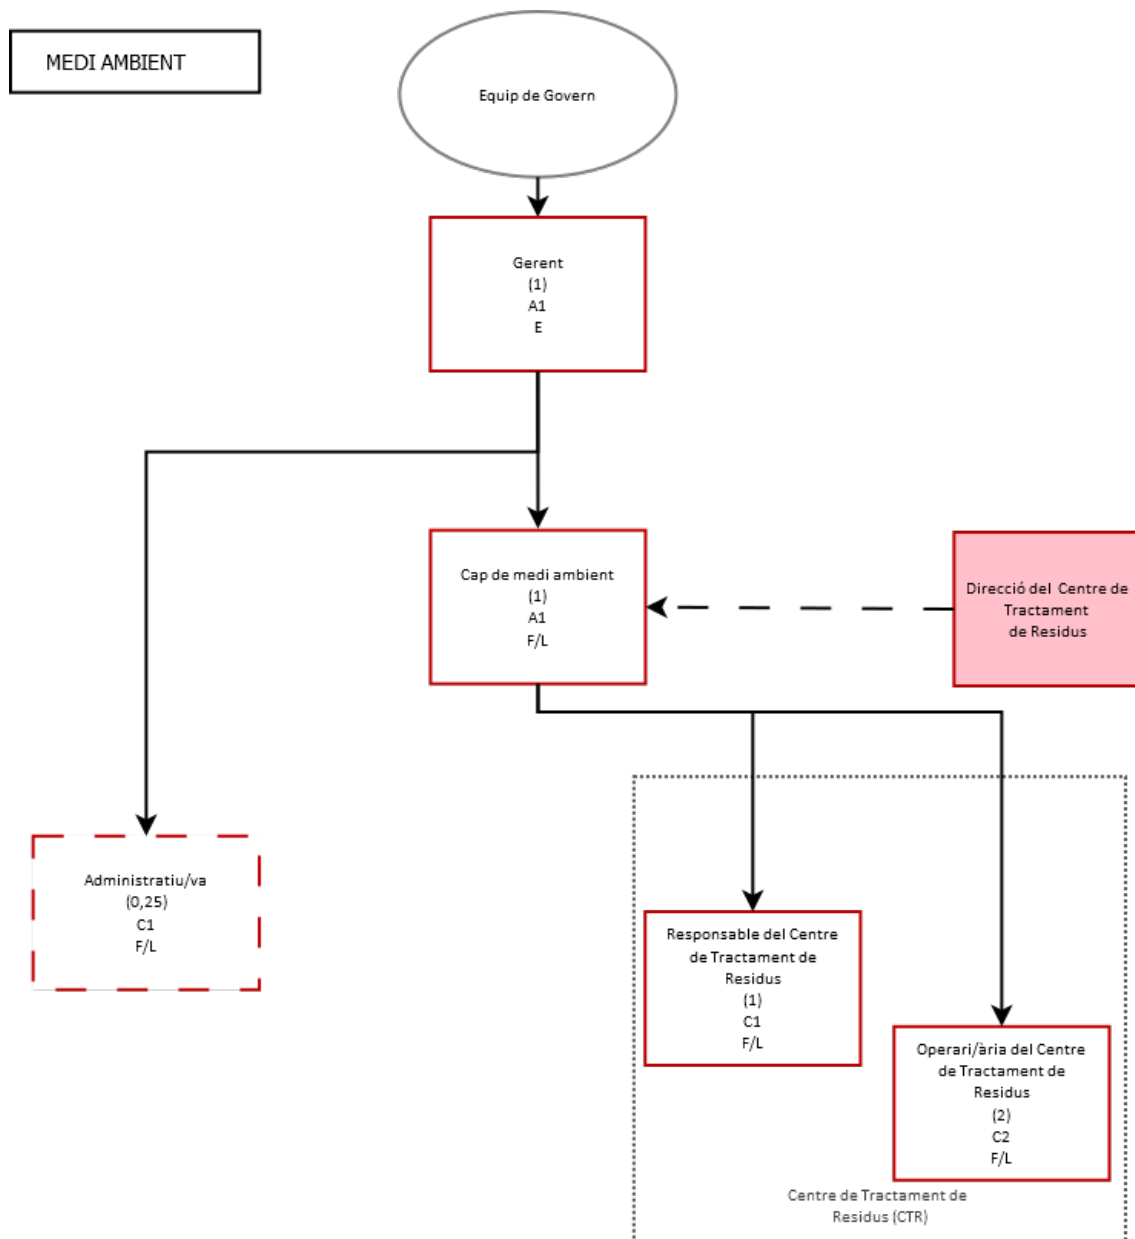 MEDI AMBIENT
Equip de Govern
Gerent
(1)
A1
E
Cap de medi ambient
(1)
A1
F/L
Direcció del Centre de
Tractament
de Residus
Administratiu/va
(0,25)
C1
F/L
Responsable del Centre
de Tractament de
Residus
(1)
C1
F/L
Operari/ària del Centre
de Tractament de
Residus
(2)
C2
F/L
Centre de Tractament de
Residus (CTR)